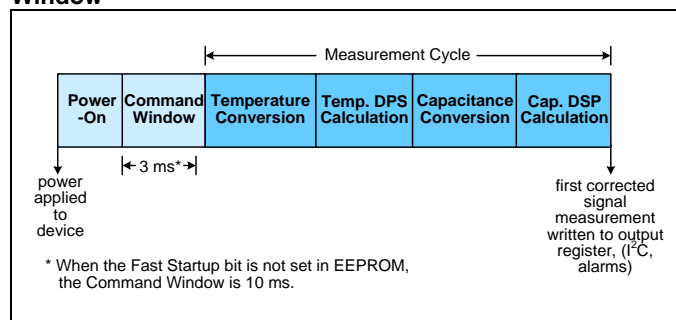 Window
Measurement Cycle
Power
-On
Command
Window
Temperature
Conversion
Temp. DPS
Calculation
Capacitance
Conversion
Cap. DSP
Calculation
3 ms*
power
applied
to
device
first corrected
signal
measurement
written to output
register, (I²C,
alarms)
* When the Fast Startup bit is not set in EEPROM,
the Command Window is 10 ms.